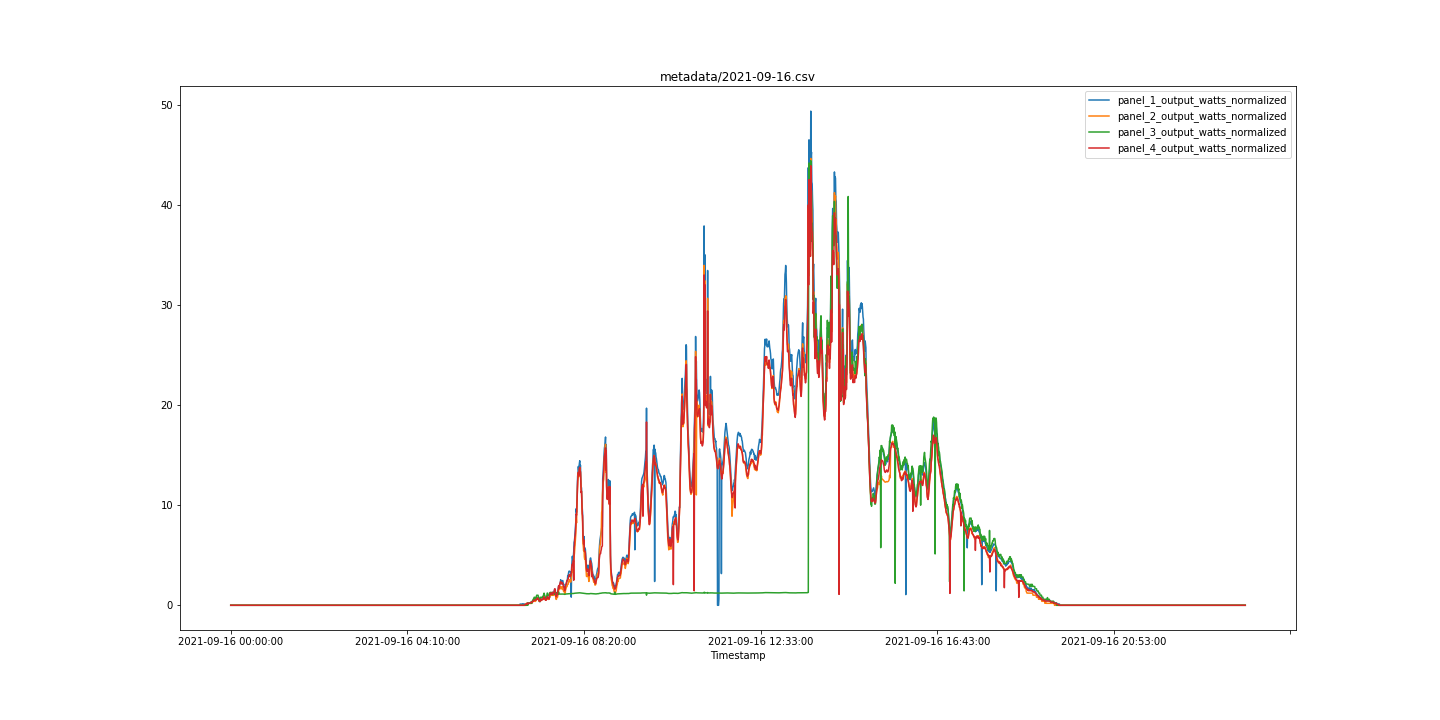 metadata/2021-09-16.csv
50
40
30
20
10
0
panel_1_output_watts_normalized
panel_2_output_watts_normalized
panel_3_output_watts_normalized
panel_4_output_watts_normalized
2021-09-16 00:00:00
2021-09-16 04:10:00
2021-09-16 08:20:00
2021-09-16 12:33:00
2021-09-16 16:43:00
2021-09-16 20:53:00
Timestamp